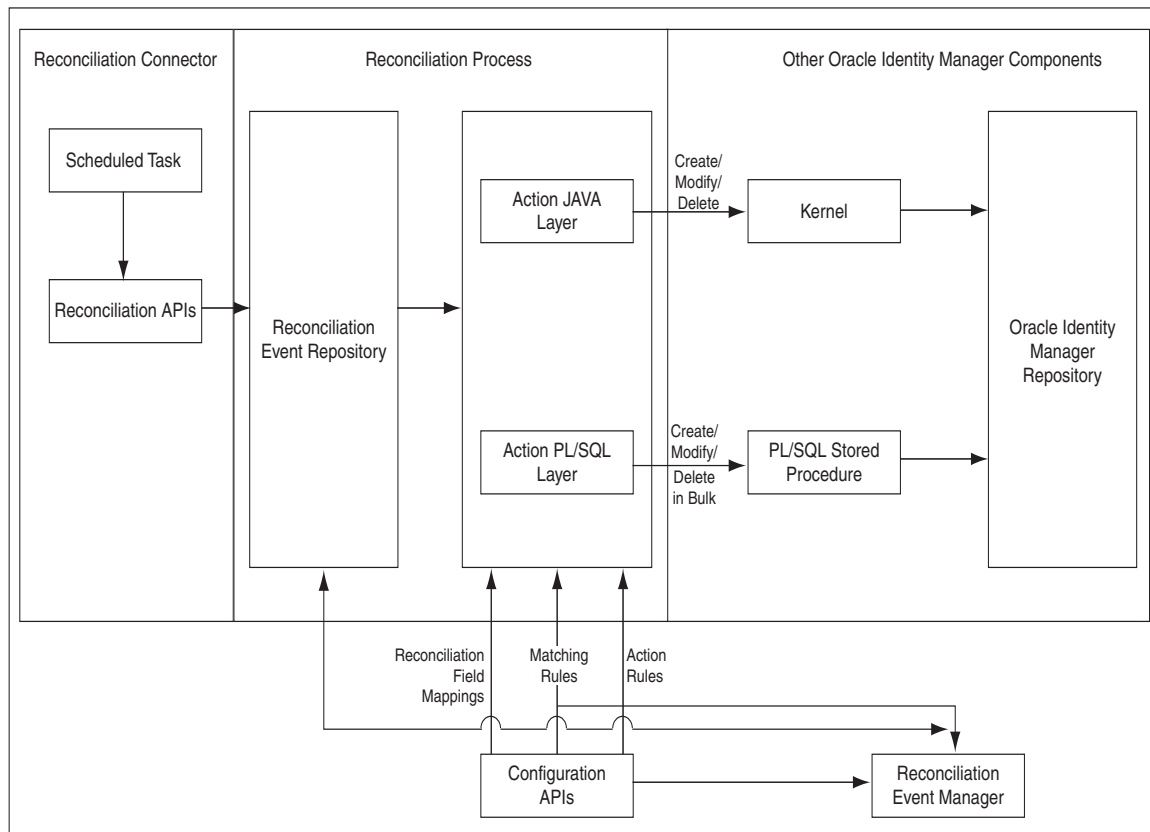 Reconciliation Connector
Reconciliation Process
Other Oracle Identity Manager Components
Scheduled Task
Reconciliation APIs
Reconciliation
Event Repository
Action JAVA
Layer
Create/
Modify/
Delete
Kernel
Oracle Identity
Manager
Repository
Action PL/SQL
Layer
Create/
Modify/
Delete
in Bulk
PL/SQL Stored
Procedure
Reconciliation
Field
Mappings
Matching
Rules
Action
Rules
Configuration
APIs
Reconciliation
Event Manager